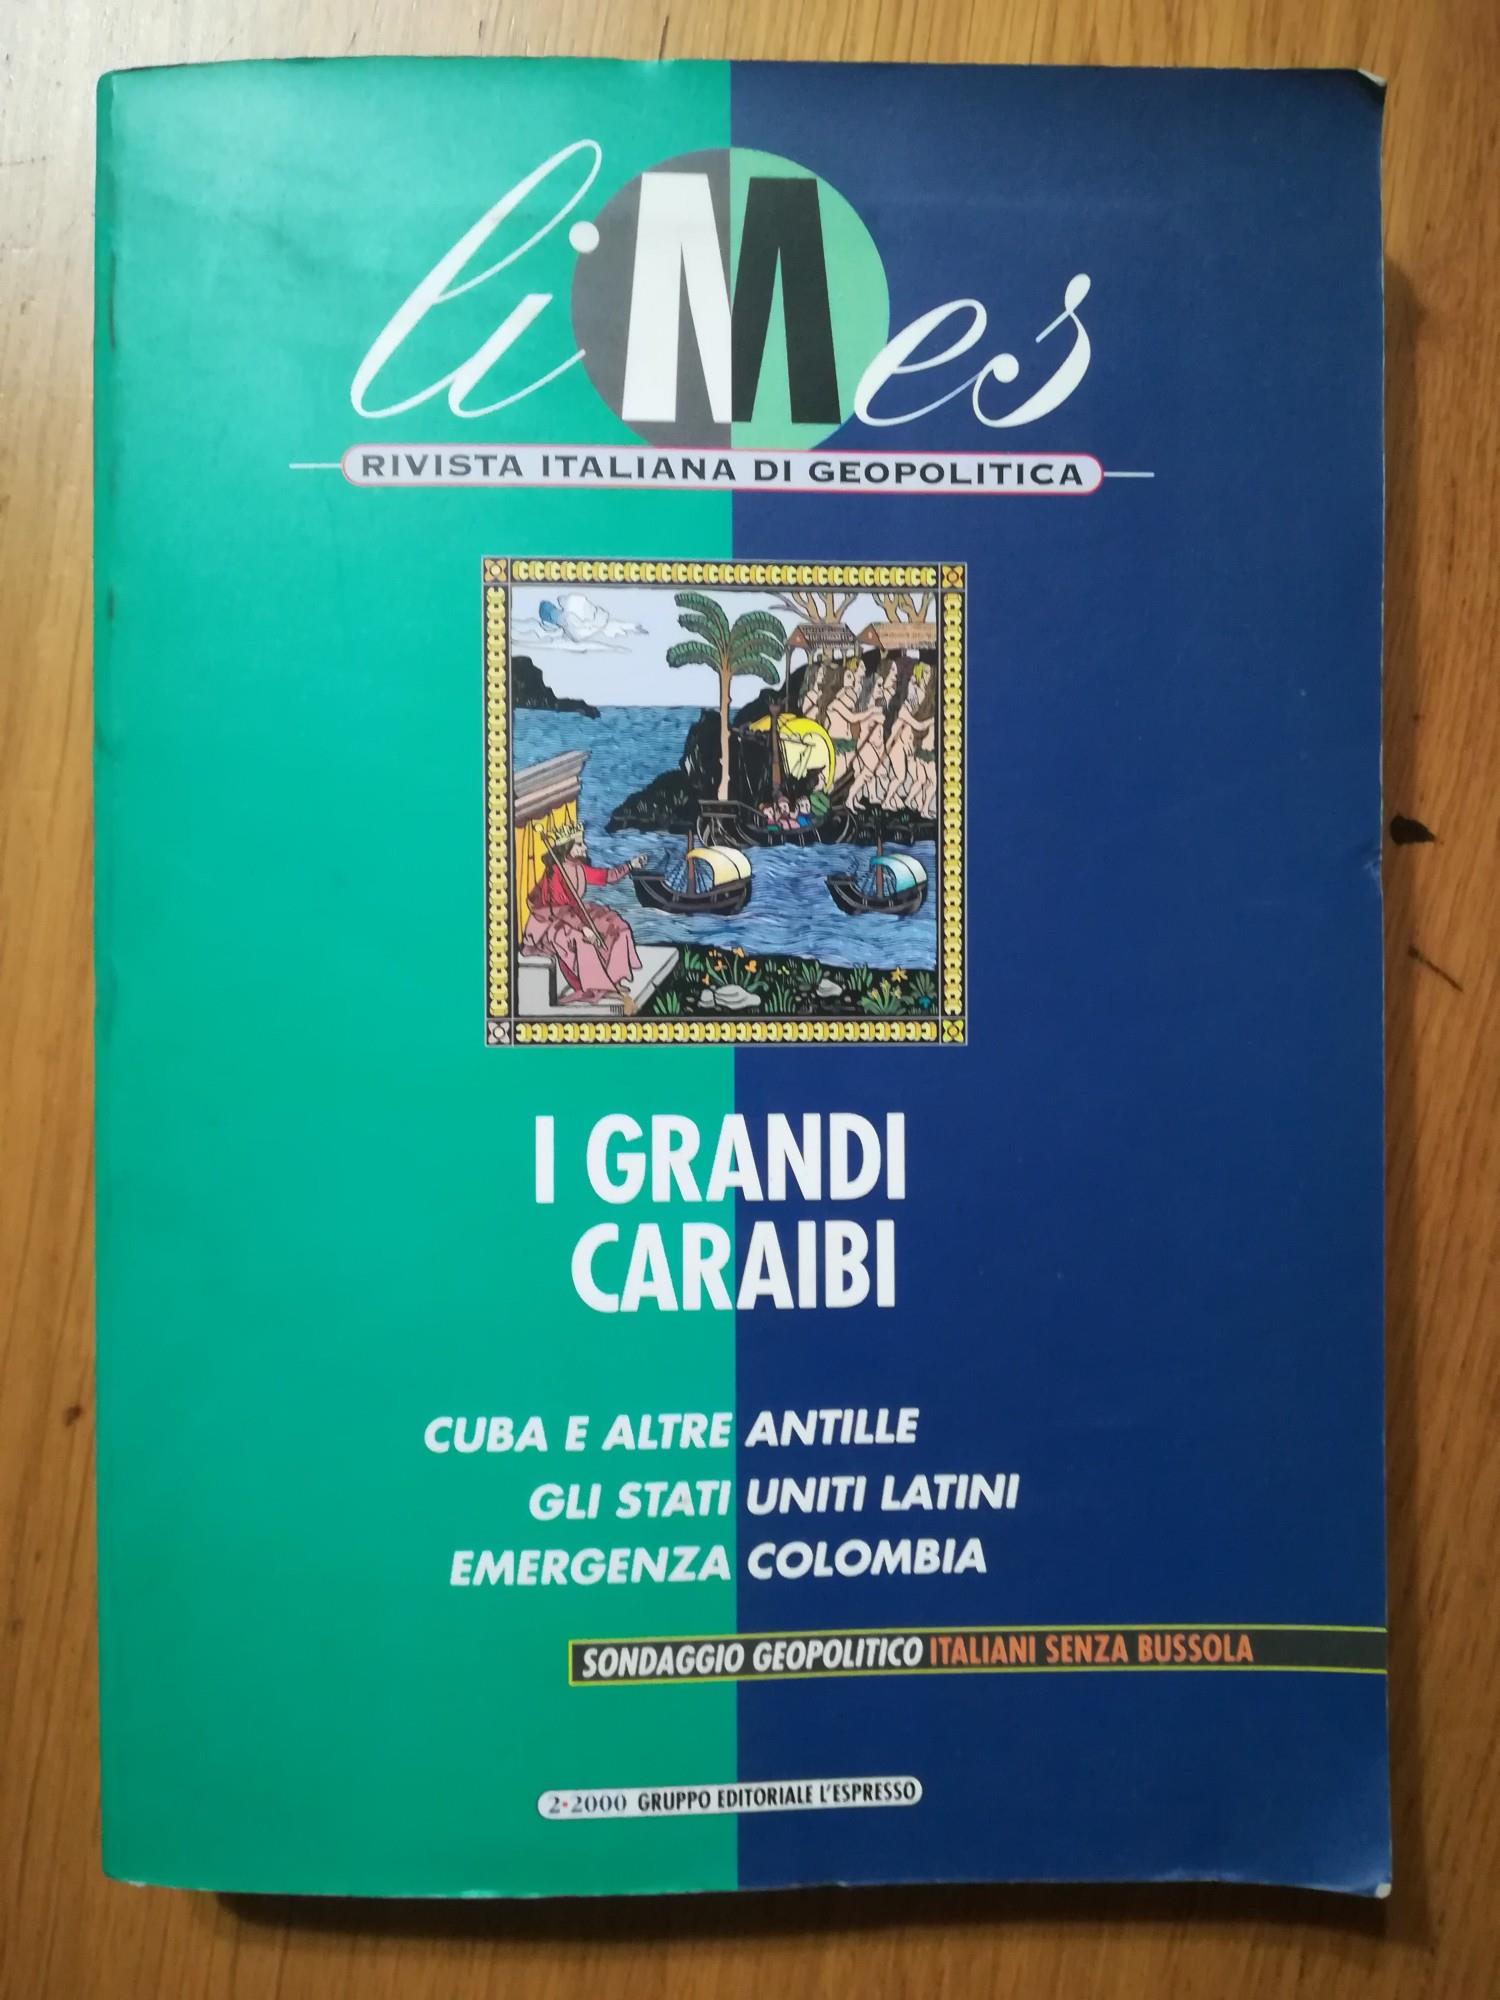 liMes
RIVISTA ITALIANA DI GEOPOLITICA
I GRANDI
CARAIBI
CUBA E ALTRE ANTILLE
GLI STATI UNITI LATINI
EMERGENZA COLOMBIA
SONDAGGIO GEOPOLITICO ITALIANI SENZA BUSSOLA
2•2000 GRUPPO EDITORIALE L'ESPRESSO